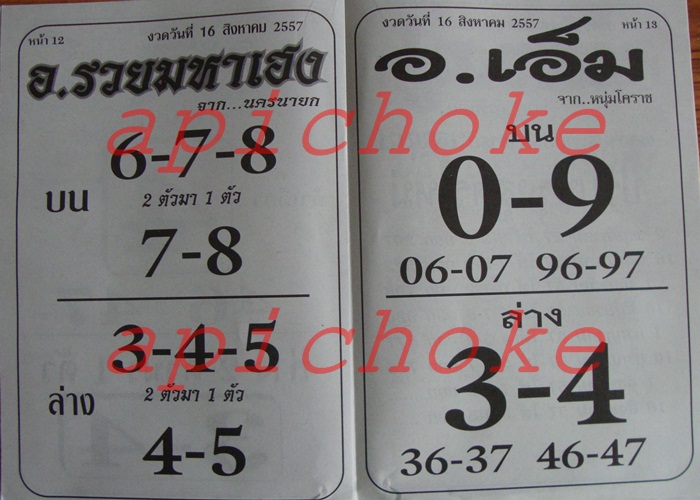 หน้า 12
งวดวันที่ 16 สิงหาคม 2557
อ.รวยมหาเฮง
จาก...นครนายก
บน
6-7-8
2 ตัวมา 1 ตัว
7-8
ล่าง
3-4-5
2 ตัวมา 1 ตัว
4-5
งวดวันที่ 16 สิงหาคม 2557
หน้า 13
อ.เอ็ม
จาก..หนุ่มโคราช
บน
0-9
06-07 96-97
ล่าง
3-4
36-37 46-47
apichoke
apichoke